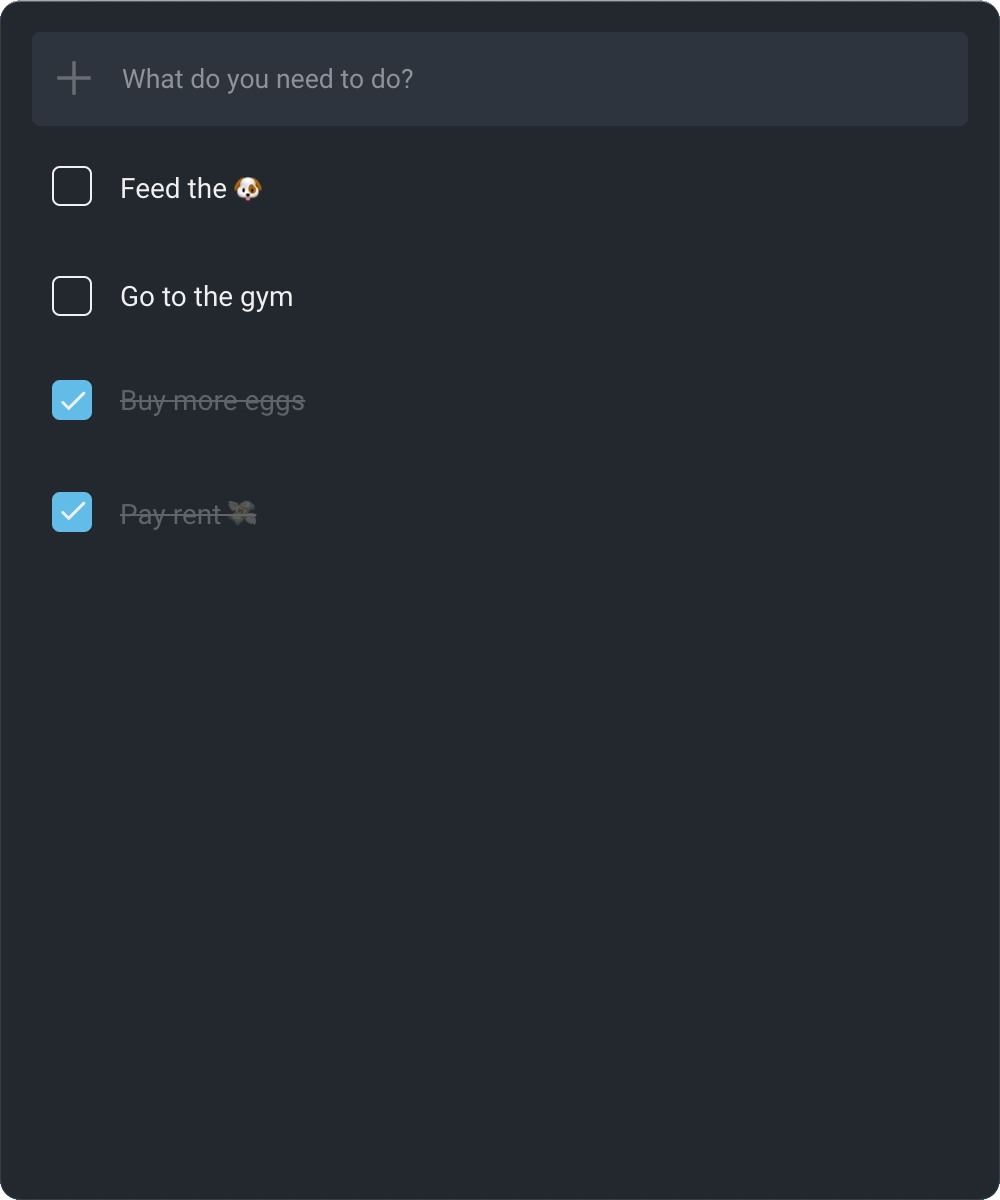 What do you need to do?
Feed the 🐶
Go to the gym
Buy more eggs
Pay rent 💸